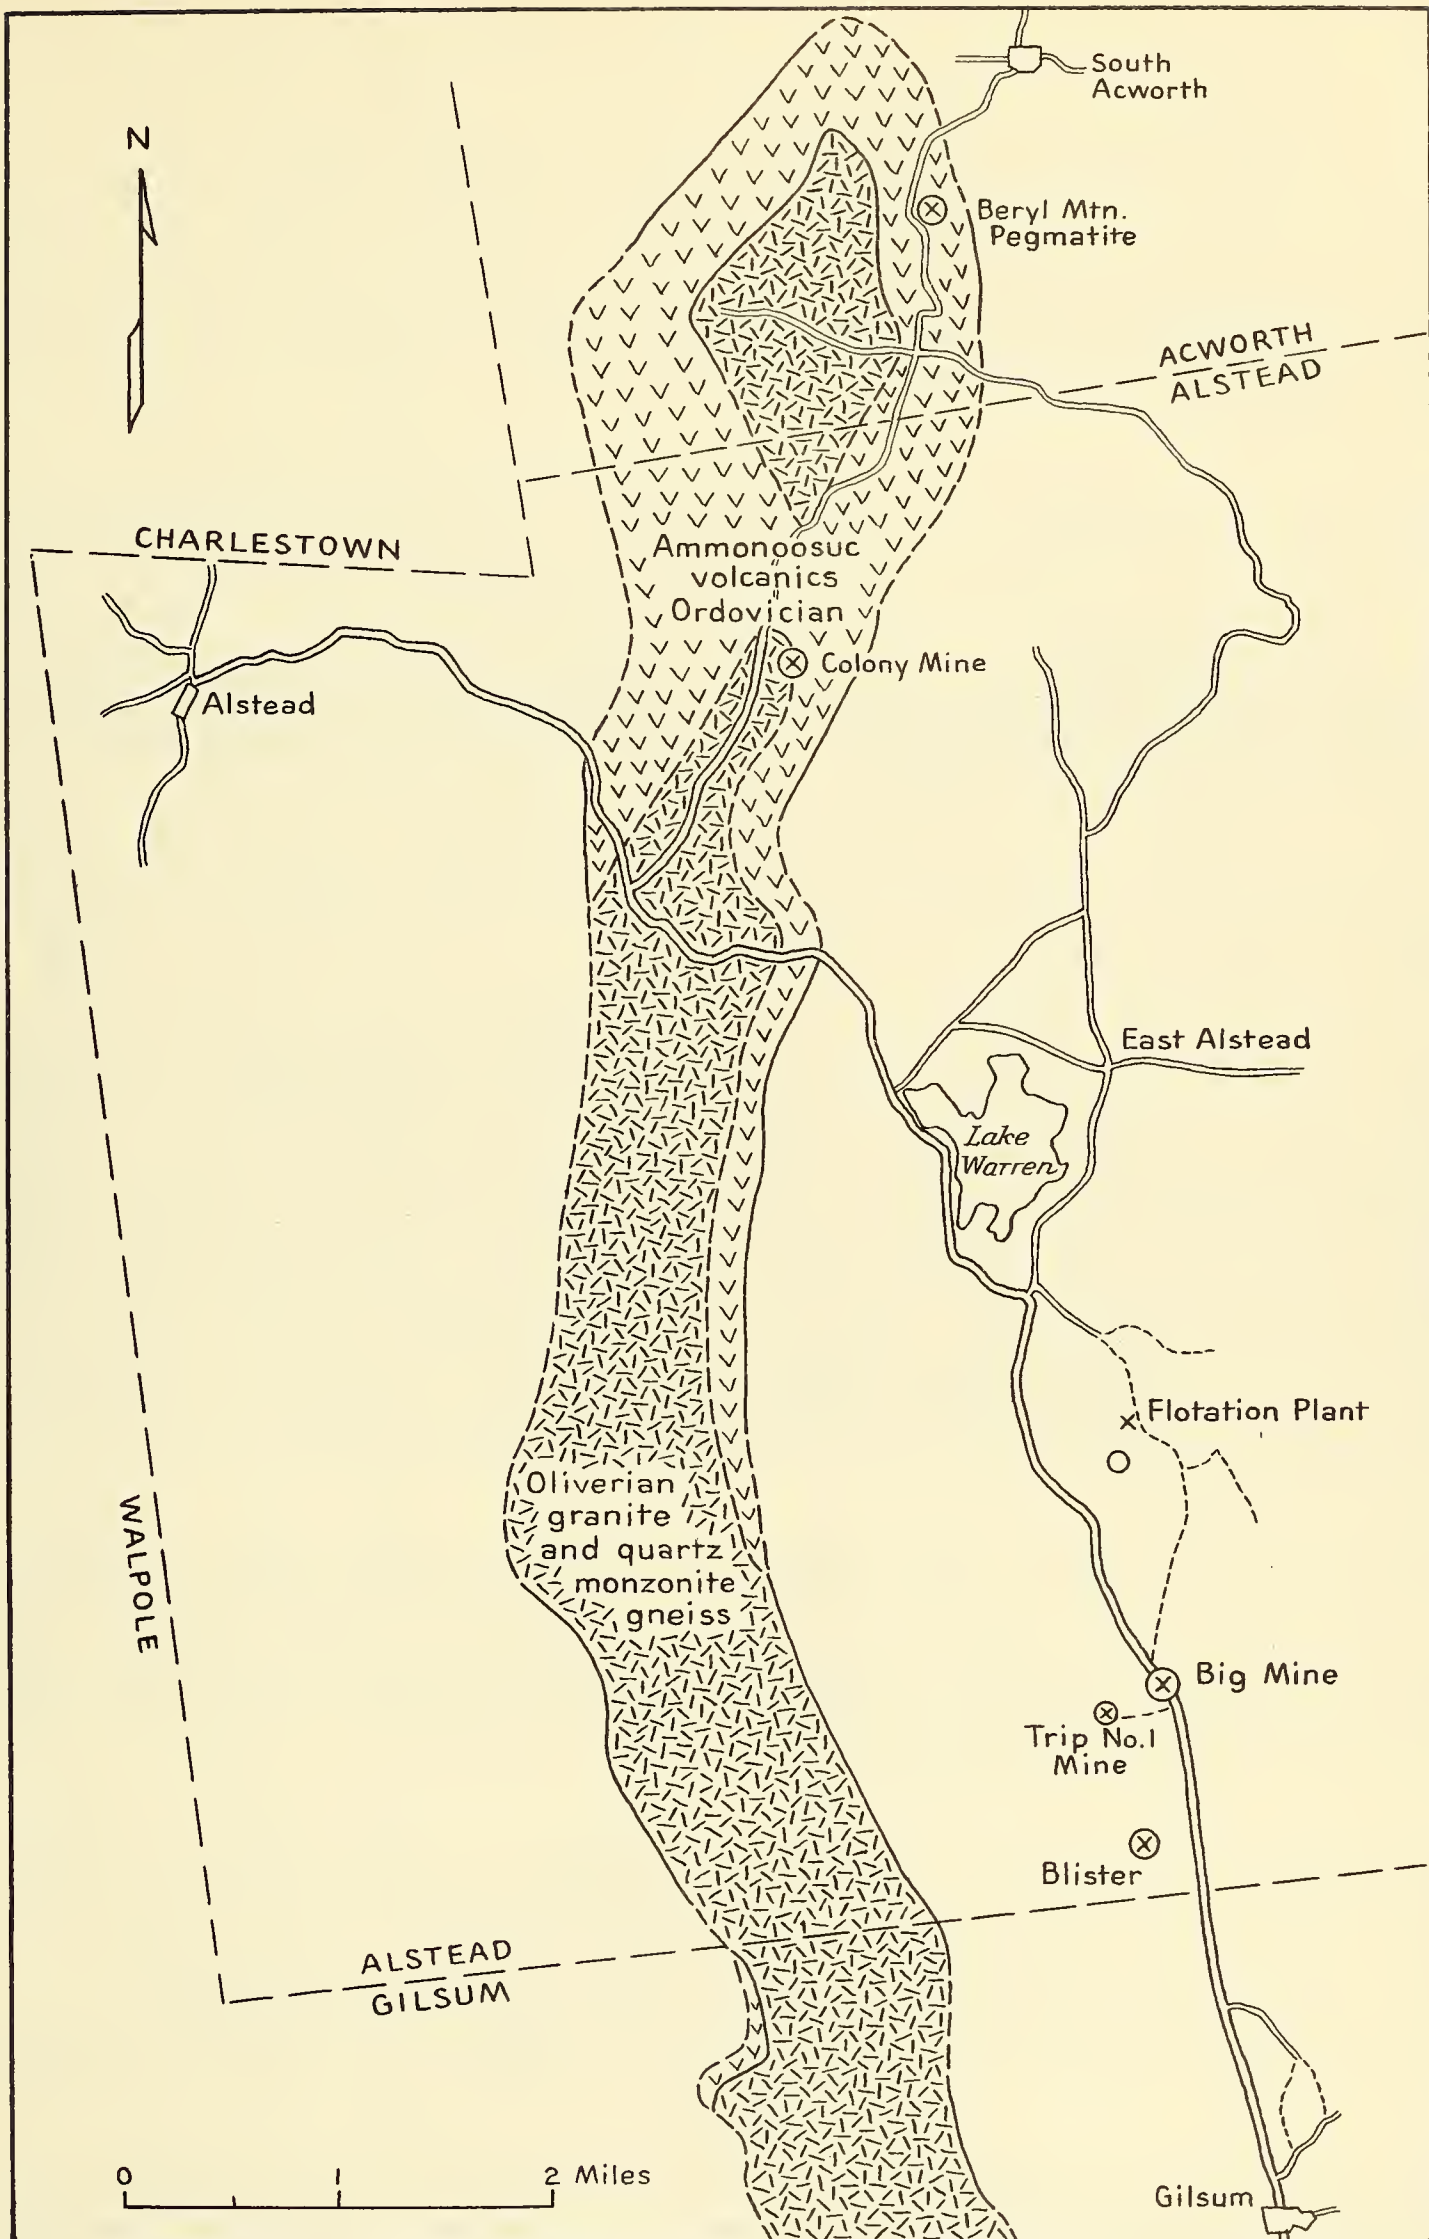 South
Acworth
N
Beryl Mtn.
Pegmatite
ACWORTH
ALSTEAD
CHARLESTOWN
Ammonoosuc
volcanics
Ordovician
Colony Mine
Alstead
East Alstead
Lake
Warren
Flotation Plant
Oliverian
granite
and quartz
monzonite
gneiss
WALPOLE
Big Mine
Trip No.1
Mine
Blister
ALSTEAD
GILSUM
0 1 2 Miles
Gilsum